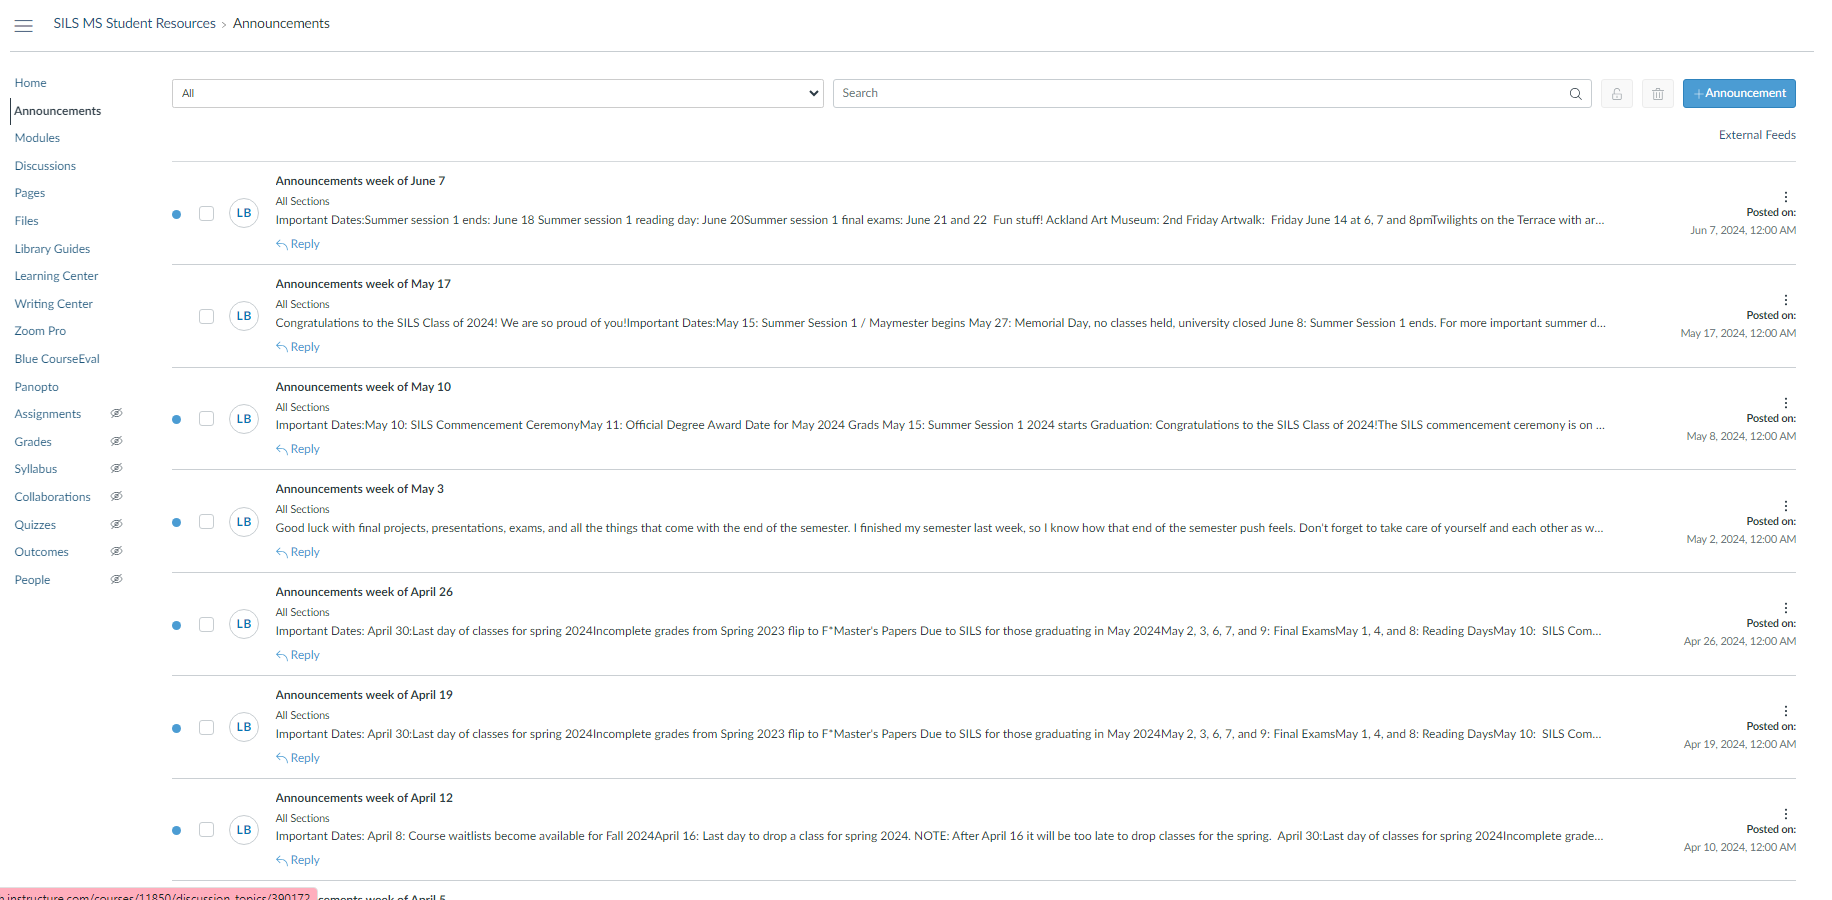 SILS MS Student Resources › Announcements
Home
Announcements
Modules
Discussions
Pages
Files
Library Guides
Learning Center
Writing Center
Zoom Pro
Blue CourseEval
Panopto
Assignments
Grades
Syllabus
Collaborations
Quizzes
Outcomes
People
All
Search
+Announcement
External Feeds
Announcements week of June 7
All Sections
LB
Important Dates:Summer session 1 ends: June 18 Summer session 1 reading day: June 20Summer session 1 final exams: June 21 and 22  Fun stuff! Ackland Art Museum: 2nd Friday Artwalk:  Friday June 14 at 6, 7 and 8pmTwilights on the Terrace with ar...
Reply
Posted on:
Jun 7, 2024, 12:00 AM
Announcements week of May 17
All Sections
LB
Congratulations to the SILS Class of 2024! We are so proud of you!Important Dates:May 15: Summer Session 1 / Maymester begins May 27: Memorial Day, no classes held, university closed June 8: Summer Session 1 ends. For more important summer d...
Reply
Posted on:
May 17, 2024, 12:00 AM
Announcements week of May 10
All Sections
LB
Important Dates:May 10: SILS Commencement CeremonyMay 11: Official Degree Award Date for May 2024 Grads May 15: Summer Session 1 2024 starts Graduation: Congratulations to the SILS Class of 2024!The SILS commencement ceremony is on ...
Reply
Posted on:
May 8, 2024, 12:00 AM
Announcements week of May 3
All Sections
LB
Good luck with final projects, presentations, exams, and all the things that come with the end of the semester. I finished my semester last week, so I know how that end of the semester push feels. Don't forget to take care of yourself and each other as w...
Reply
Posted on:
May 2, 2024, 12:00 AM
Announcements week of April 26
All Sections
LB
Important Dates: April 30:Last day of classes for spring 2024Incomplete grades from Spring 2023 flip to F*Master's Papers Due to SILS for those graduating in May 2024May 2, 3, 6, 7, and 9: Final ExamsMay 1, 4, and 8: Reading DaysMay 10:  SILS Com...
Reply
Posted on:
Apr 26, 2024, 12:00 AM
Announcements week of April 19
All Sections
LB
Important Dates: April 30:Last day of classes for spring 2024Incomplete grades from Spring 2023 flip to F*Master's Papers Due to SILS for those graduating in May 2024May 2, 3, 6, 7, and 9: Final ExamsMay 1, 4, and 8: Reading DaysMay 10:  SILS Com...
Reply
Posted on:
Apr 19, 2024, 12:00 AM
Announcements week of April 12
All Sections
LB
Important Dates: April 8: Course waitlists become available for Fall 2024April 16: Last day to drop a class for spring 2024. NOTE: After April 16 it will be too late to drop classes for the spring.  April 30:Last day of classes for spring 2024Incomplete grade...
Reply
Posted on:
Apr 10, 2024, 12:00 AM
instructure.com/courses/11850/discussion_topics/390172
cements week of April 5